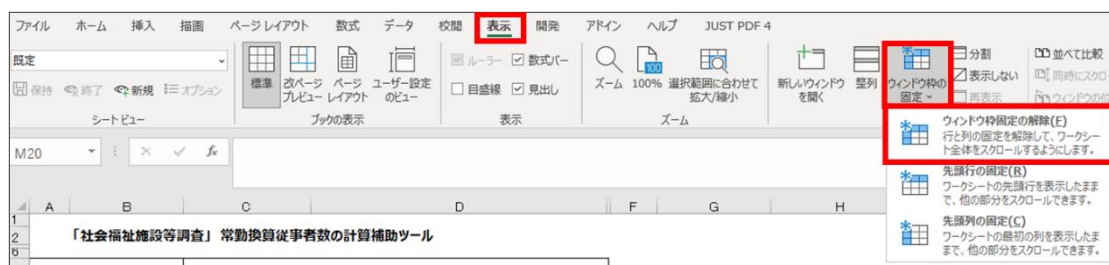 ファイル ホーム 挿入 描画 ページ レイアウト 数式 データ 校閲 表示 開発 アドイン ヘルプ JUST PDF 4
既定
保持 終了 新規 オプション
シート ビュー
標準 改ページ プレビュー ページ レイアウト ユーザー設定のビュー
ブックの表示
ルーラー 数式バー
目盛線 見出し
表示
ズーム 100% 選択範囲に合わせて拡大/縮小
ズーム
新しいウィンドウを開く 整列 ウィンドウ枠の固定
分割
表示しない
再表示
並べて比較
同時にスクロー
ウィンドウの位
ウィンドウ枠固定の解除(F)
行と列の固定を解除して、ワークシー
ト全体をスクロールするようにします。
先頭行の固定(R)
ワークシートの先頭行を表示したまま
で、他の部分をスクロールできます。
先頭列の固定(C)
ワークシートの最初の列を表示したま
まで、他の部分をスクロールできます。
M20 fx
A B C D F G H
1
2 「社会福祉施設等調査」 常勤換算従事者数の計算補助ツール
6